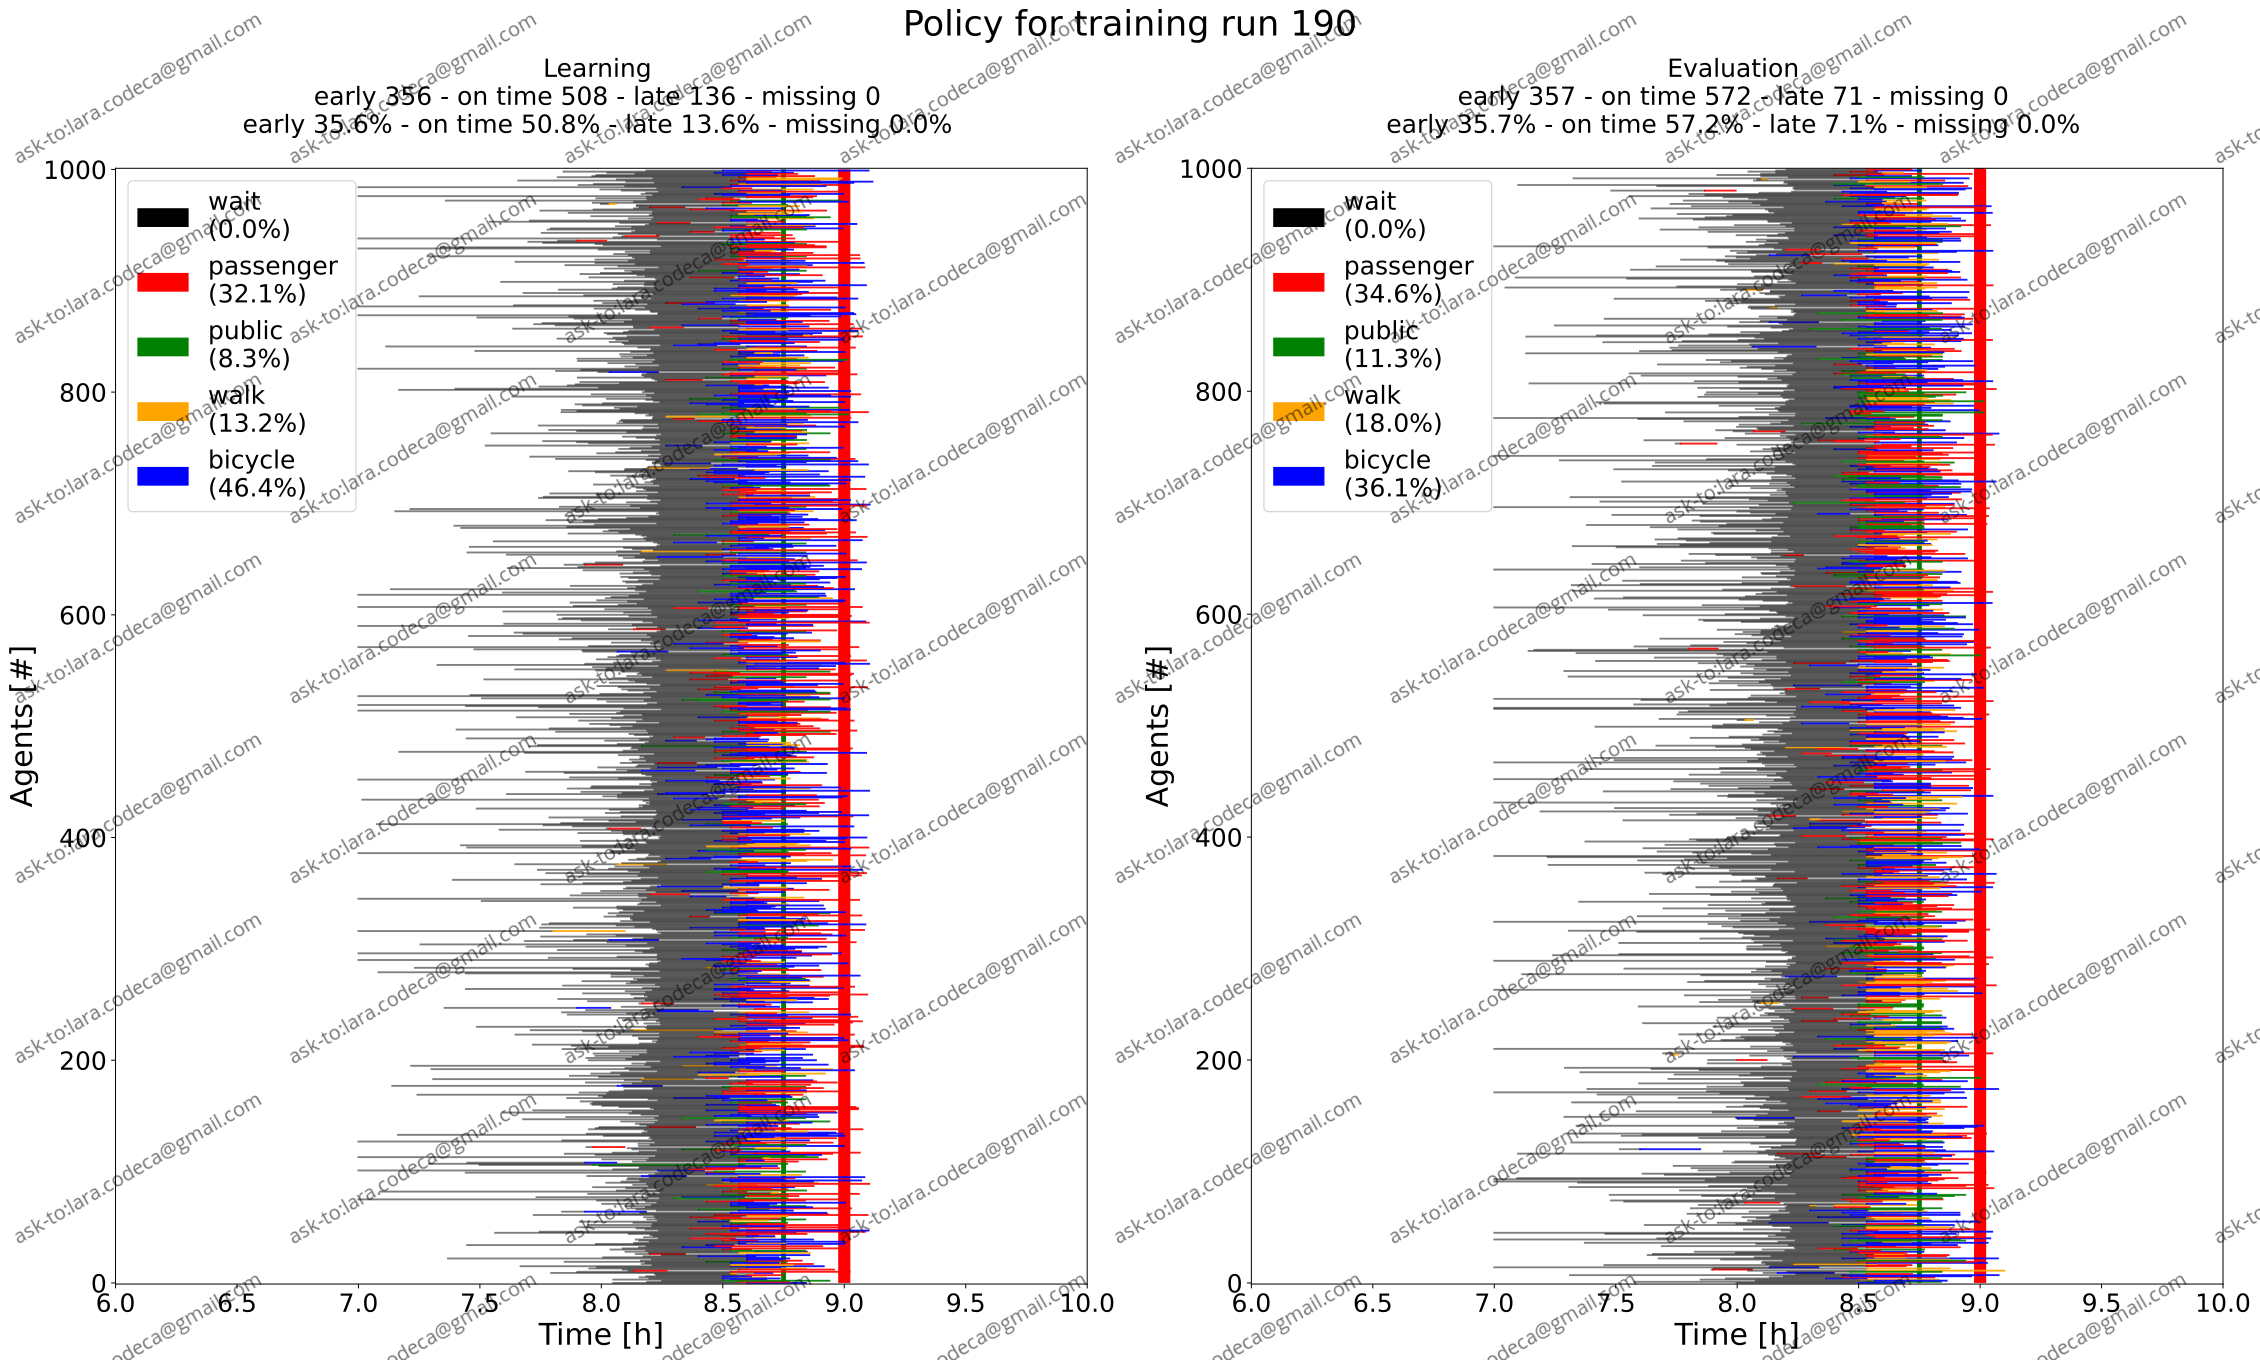 Policy for training run 190
Learning
early 356 - on time 508 - late 136 - missing 0
early 35.6% - on time 50.8% - late 13.6% - missing 0.0%
1000
800
600
400
200
0
Agents [#]
wait
(0.0%)
passenger
(32.1%)
public
(8.3%)
walk
(13.2%)
bicycle
(46.4%)
6.0 6.5 7.0 7.5 8.0 8.5 9.0 9.5 10.0
Time [h]
Evaluation
early 357 - on time 572 - late 71 - missing 0
early 35.7% - on time 57.2% - late 7.1% - missing 0.0%
1000
800
600
400
200
0
Agents [#]
wait
(0.0%)
passenger
(34.6%)
public
(11.3%)
walk
(18.0%)
bicycle
(36.1%)
6.0 6.5 7.0 7.5 8.0 8.5 9.0 9.5 10.0
Time [h]
ask-to:lara.codeca@gmail.com